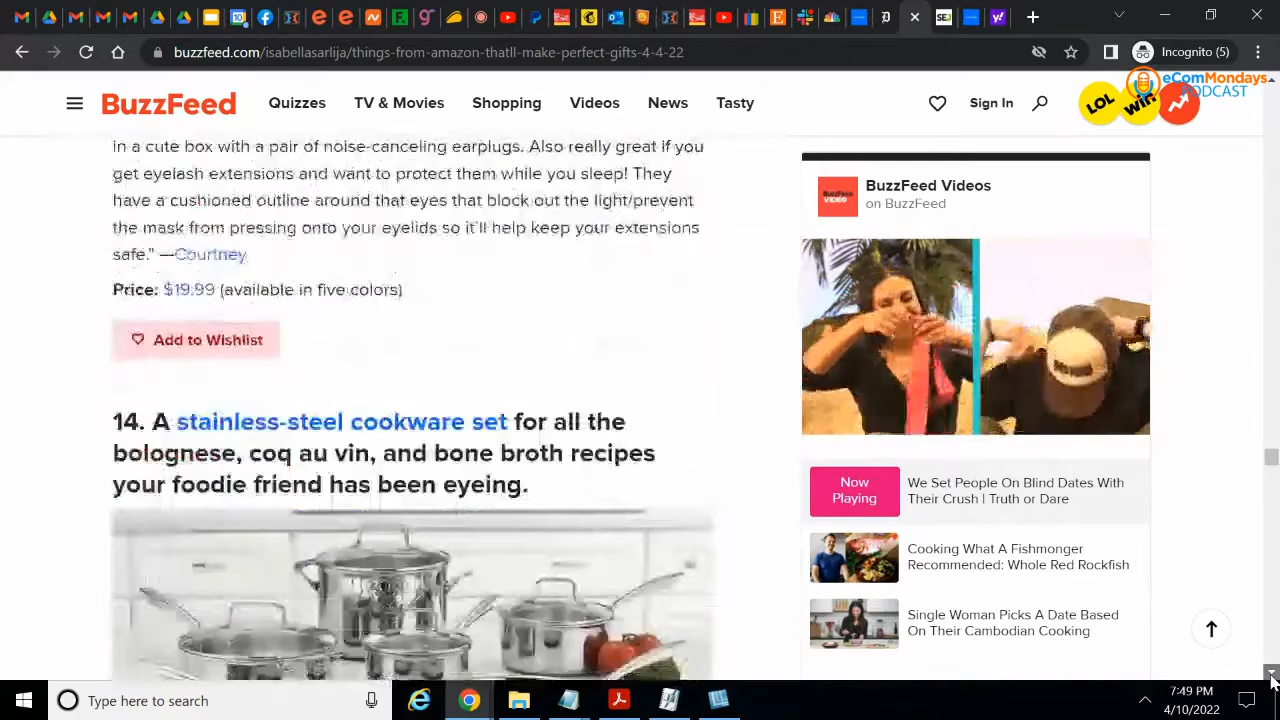 buzzfeed.com/isabellasarlija/things-from-amazon-thatll-make-perfect-gifts-4-4-22
Incognito (5)
eComMondays
PODCAST
BuzzFeed
Quizzes
TV & Movies
Shopping
Videos
News
Tasty
Sign In
LOL
win
in a cute box with a pair of noise-canceling earplugs. Also really great if you
get eyelash extensions and want to protect them while you sleep! They
have a cushioned outline around that eyes that block out the light/prevent
the mask from pressing onto your eyelids so it'll help keep your extensions
safe." —Courtney
Price: $19.99 (available in five colors)
Add to Wishlist
14. A stainless-steel cookware set for all the
bolognese, coq au vin, and bone broth recipes
your foodie friend has been eyeing.
BuzzFeed Videos
on BuzzFeed
Now
Playing
We Set People On Blind Dates With
Their Crush | Truth or Dare
Cooking What A Fishmonger
Recommended: Whole Red Rockfish
Single Woman Picks A Date Based
On Their Cambodian Cooking
Type here to search
7:49 PM
4/10/2022